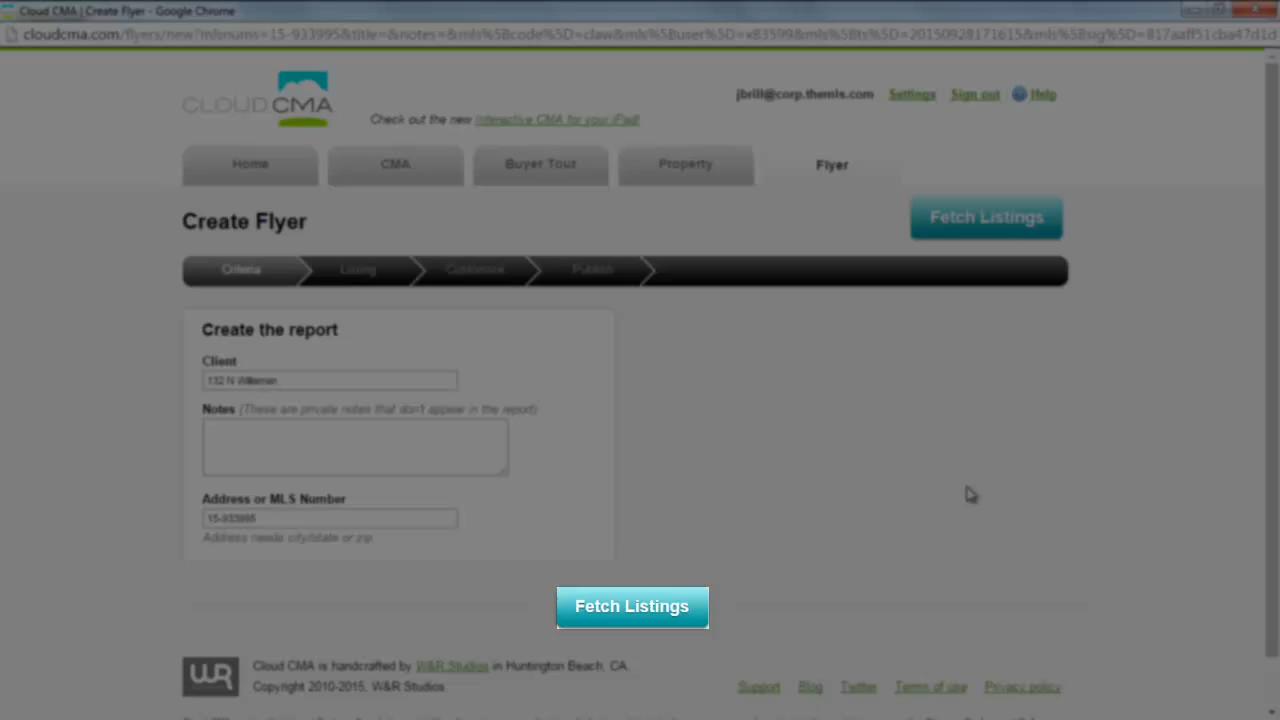 Cloud CMA | Create Flyer - Google Chrome
cloudcma.com/flyers/new?mlsnums=15-933995&title=&notes=&mls%5Bcode%5D=claw&mls%5Buser%5D=x83599&mls%5Bts%5D=20150928171615&mls%5Bsig%5D=817aaff51cba47d1d
CLOUD CMA
jbrill@corp.themls.com Settings Sign out Help
Check out the new Interactive CMA for your iPad!
Home CMA Buyer Tour Property Flyer
Create Flyer
Fetch Listings
Criteria Listing Customize Publish
Create the report
Client
132 N
Notes (These are private notes that don't appear in the report)
Address or MLS Number
15-933995
Address needs city/state or zip
Fetch Listings
WR
Cloud CMA is handcrafted by W&R Studios in Huntington Beach, CA.
Copyright 2010-2015, W&R Studios
Support Blog Twitter Terms of use Privacy policy